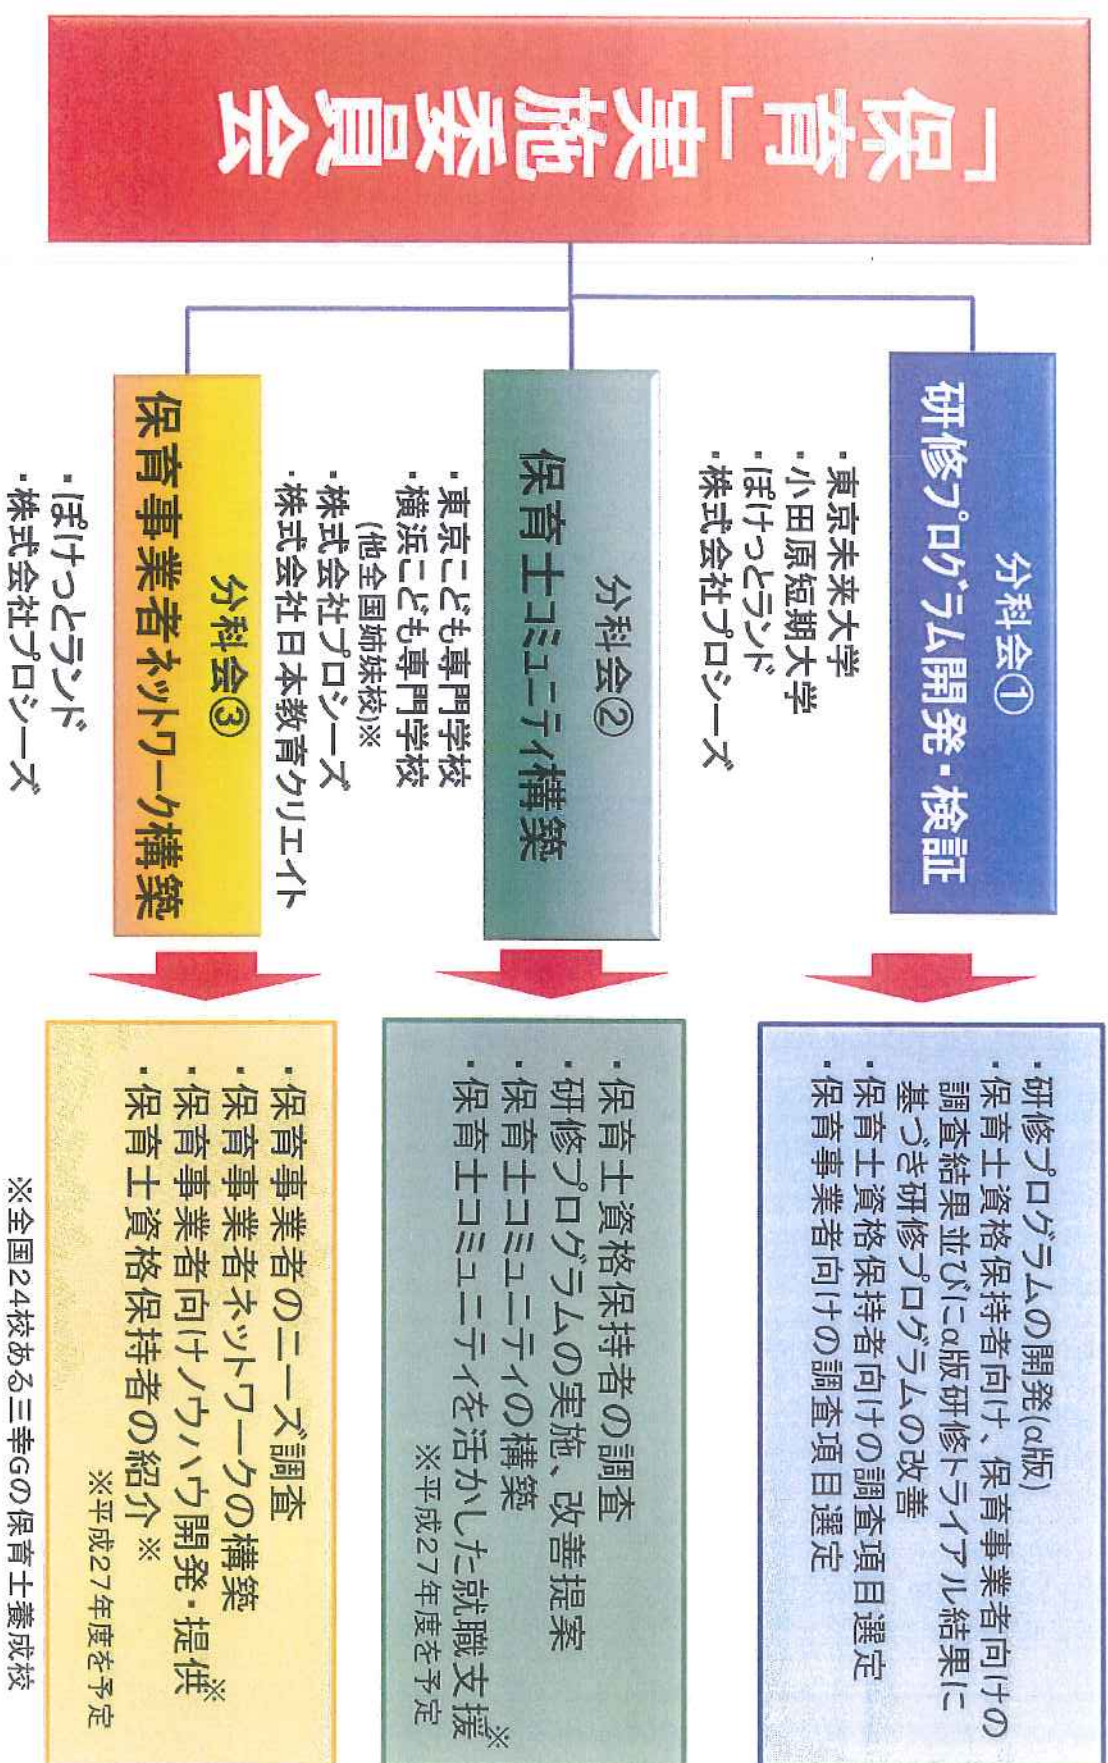 「保育」実施委員会
分科会①
研修プログラム開発・検証
・東京未来大学
・小田原短期大学
・ぽけっとランド
・株式会社プロシーズ
・研修プログラムの開発(α版)
・保育士資格保持者向け、保育事業者向けの
調査結果並びにα版研修トライアル結果に
基づき研修プログラムの改善
・保育士資格保持者向けの調査項目選定
・保育事業者向けの調査項目選定
分科会②
保育士コミュニティ構築
・東京こども専門学校
・横浜こども専門学校
(他全国姉妹校)※
・株式会社プロシーズ
・株式会社日本教育クリエイト
・保育士資格保持者の調査
・研修プログラムの実施、改善提案
・保育士コミュニティの構築
・保育士コミュニティを活かした就職支援※
※平成27年度を予定
分科会③
保育事業者ネットワーク構築
・ぽけっとランド
・株式会社プロシーズ
・保育事業者のニーズ調査
・保育事業者ネットワークの構築
・保育事業者向けノウハウ開発・提供※
・保育士資格保持者の紹介※
※平成27年度を予定
※全国24校ある三幸Gの保育士養成校